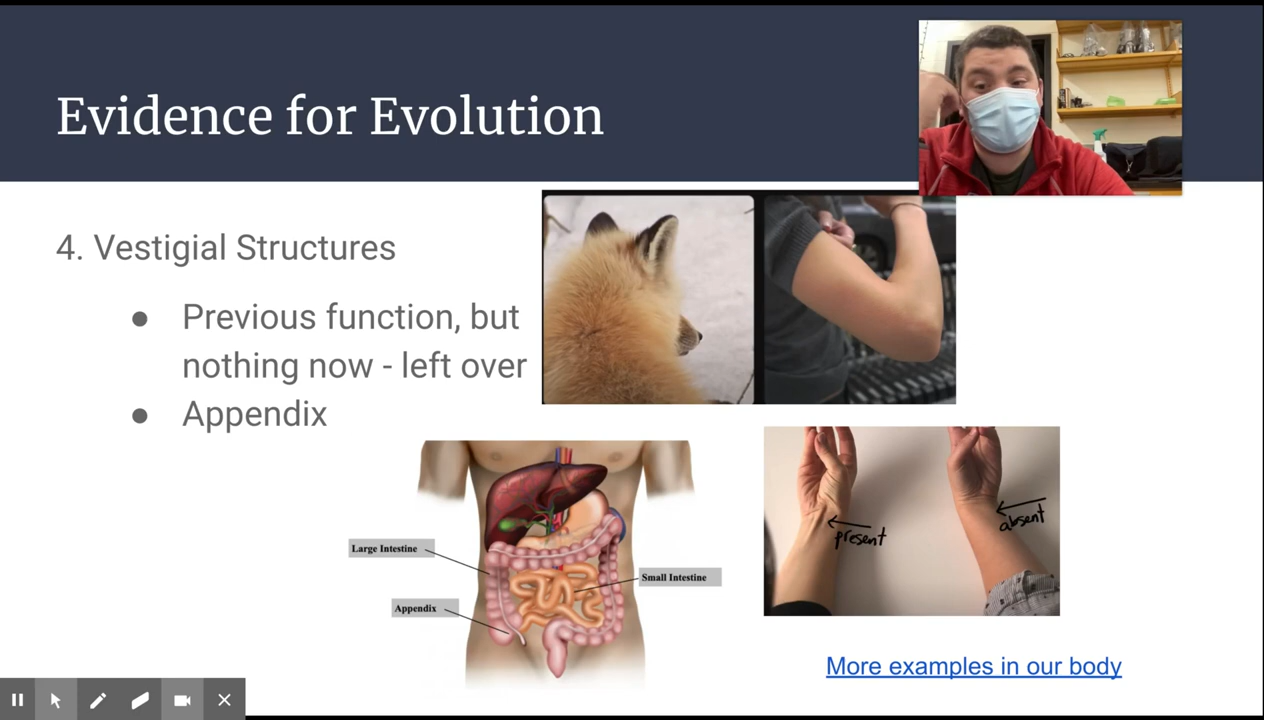 Evidence for Evolution
4. Vestigial Structures
● Previous function, but
nothing now - left over
● Appendix
Large Intestine
Small Intestine
Appendix
present
absent
More examples in our body